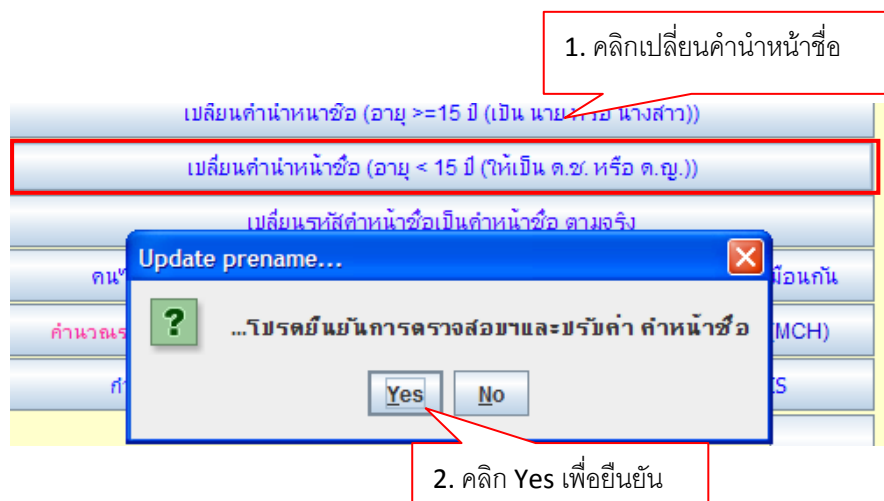 1. คลิกเปลี่ยนคำนำหน้าชื่อ
เปลี่ยนคำนำหน้าชื่อ (อายุ >=15 ปี (เป็น นาย หรือ นางสาว))
เปลี่ยนคำนำหน้าชื่อ (อายุ < 15 ปี (ให้เป็น ด.ช. หรือ ด.ญ.))
เปลี่ยนรหัสคำหน้าชื่อเป็นคำหน้าชื่อ ตามจริง
Update prename...
...โปรดยืนยันการตรวจสอบฯและปรับค่า คำหน้าชื่อ
คำนวณ
MCH)
Yes No
2. คลิก Yes เพื่อยืนยัน